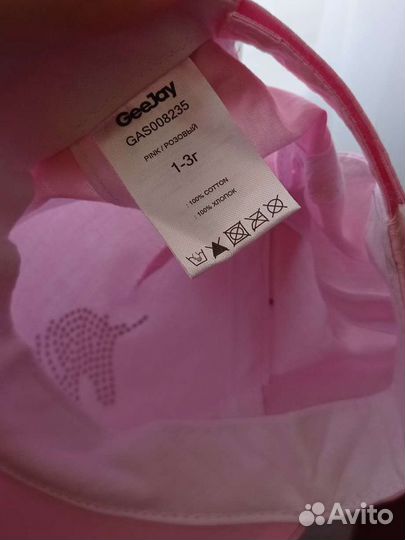 GeeJay
GAS008235
PINK / РОЗОВЫЙ
1-3г
: 100% COTTON
: 100% ХЛОПОК
Avito